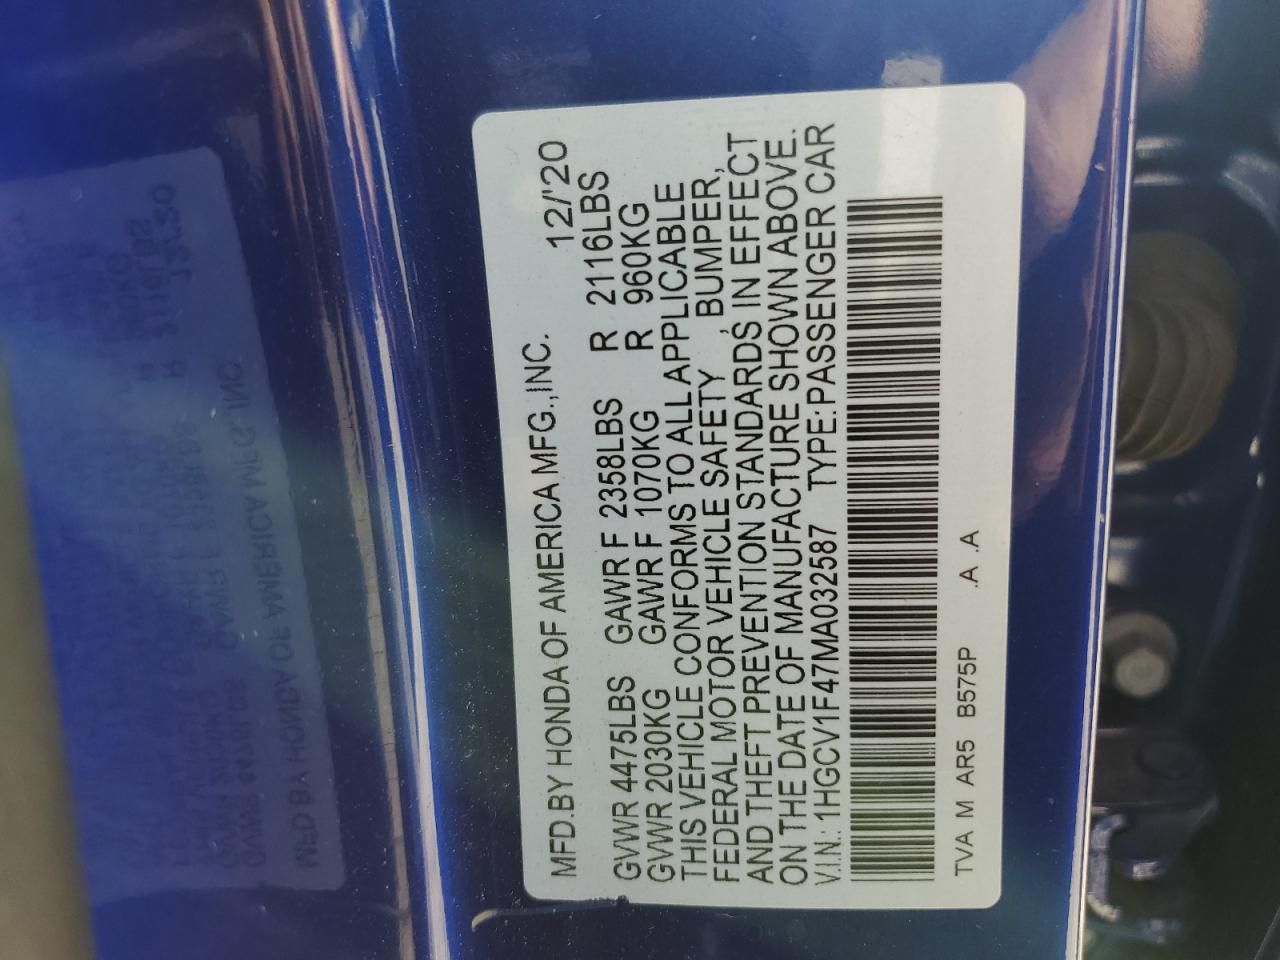 MFD.BY HONDA OF AMERICA MFG.,INC. 12/'20
GVWR 4475LBS GAWR F 2358LBS R 2116LBS
GVWR 2030KG GAWR F 1070KG R 960KG
THIS VEHICLE CONFORMS TO ALL APPLICABLE
FEDERAL MOTOR VEHICLE SAFETY, BUMPER,
AND THEFT PREVENTION STANDARDS IN EFFECT
ON THE DATE OF MANUFACTURE SHOWN ABOVE.
V.I.N.: 1HGCV1F47MA032587 TYPE:PASSENGER CAR
TVA M AR5 B575P .A .A